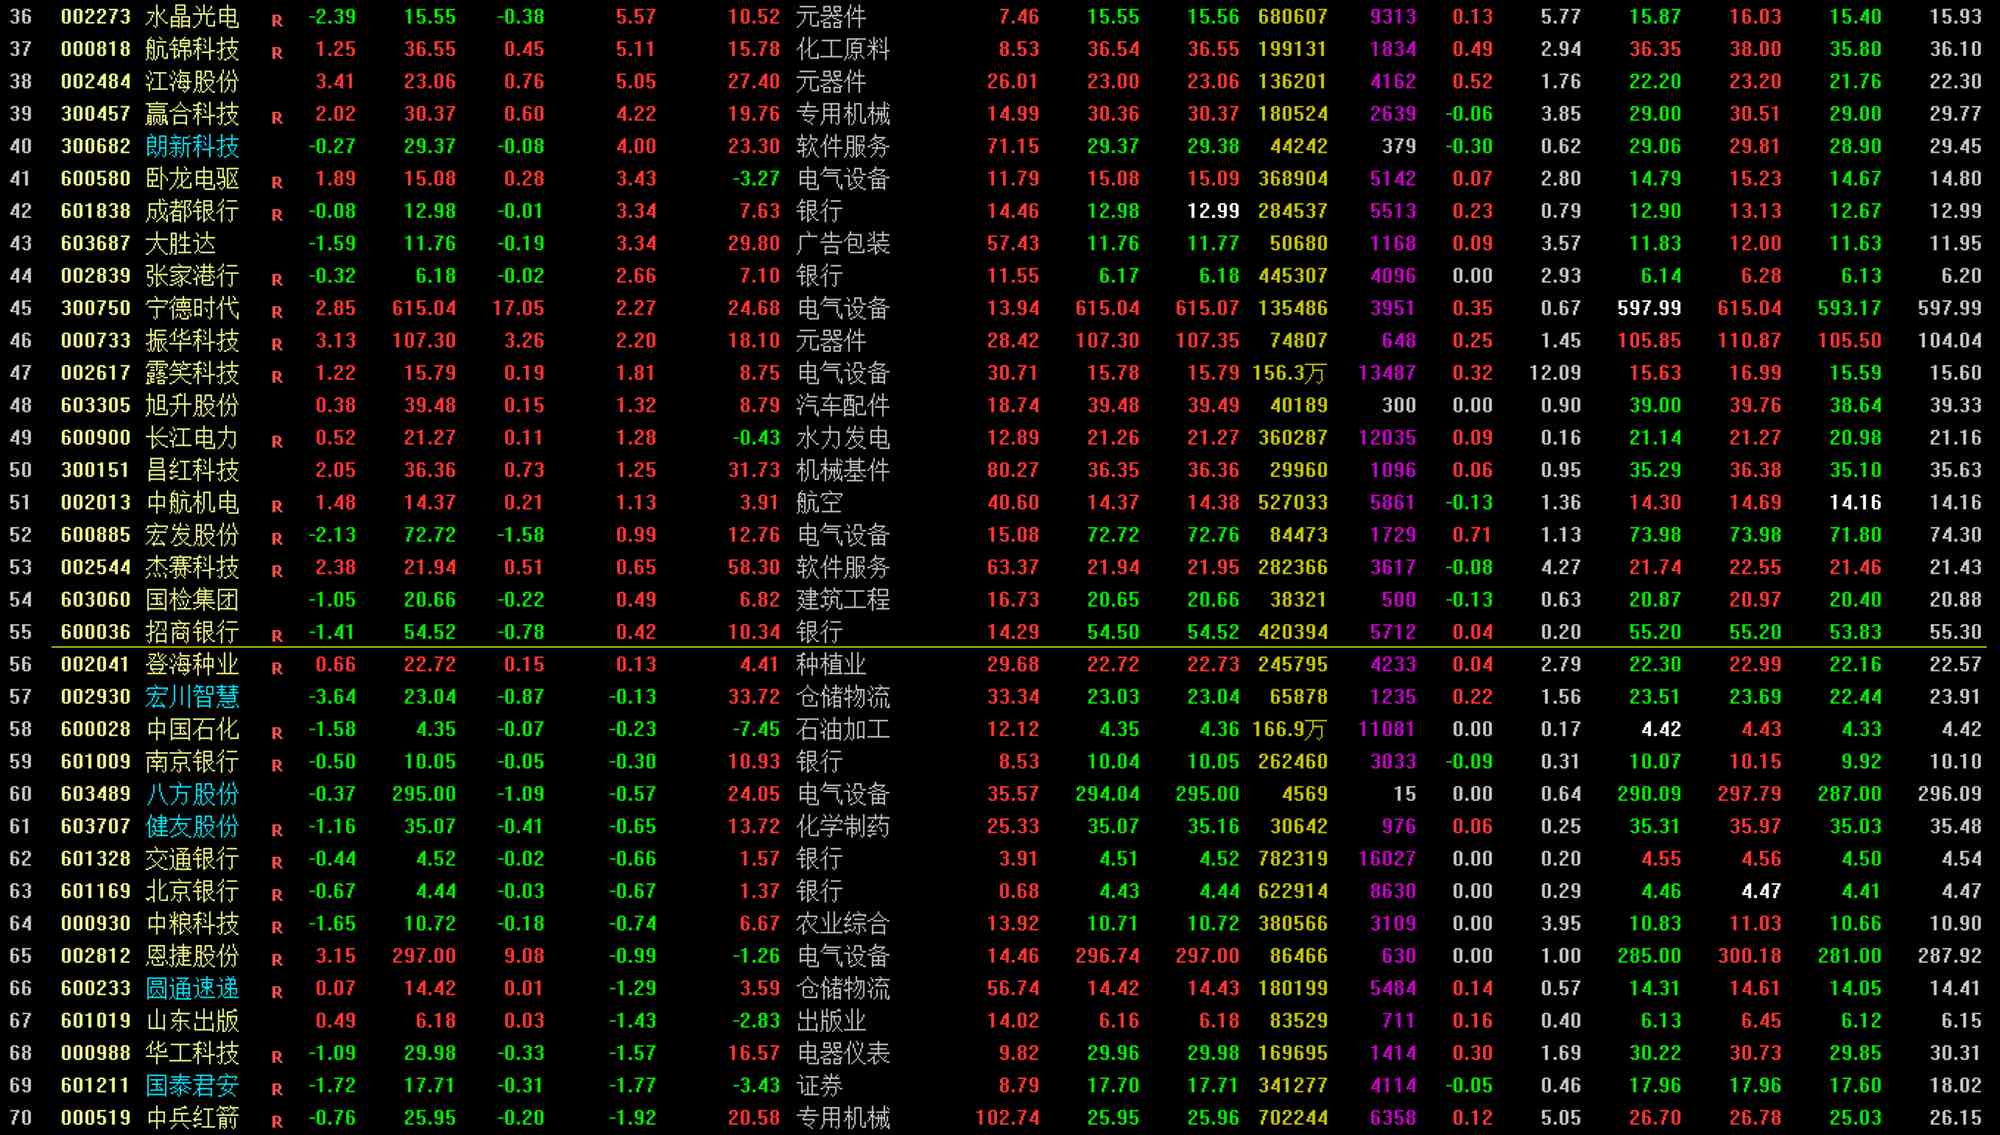 36 002273 水晶光电 R -2.39 15.55 -0.38 5.57 10.52 元器件 7.46 15.55 15.56 680607 9313 0.13 5.77 15.87 16.03 15.40 15.93
37 000818 航锦科技 R 1.25 36.55 0.45 5.11 15.78 化工原料 8.53 36.54 36.55 199131 1834 0.49 2.94 36.35 38.00 35.80 36.10
38 002484 江海股份 3.41 23.06 0.76 5.05 27.40 元器件 26.01 23.00 23.06 136201 4162 0.52 1.76 22.20 23.20 21.76 22.30
39 300457 赢合科技 R 2.02 30.37 0.60 4.22 19.76 专用机械 14.99 30.36 30.37 180524 2639 -0.06 3.85 29.00 30.51 29.00 29.77
40 300682 朗新科技 -0.27 29.37 -0.08 4.00 23.30 软件服务 71.15 29.37 29.38 44242 379 -0.30 0.62 29.06 29.81 28.90 29.45
41 600580 卧龙电驱 R 1.89 15.08 0.28 3.43 -3.27 电气设备 11.79 15.08 15.09 368904 5142 0.07 2.80 14.79 15.23 14.67 14.80
42 601838 成都银行 R -0.08 12.98 -0.01 3.34 7.63 银行 14.46 12.98 12.99 284537 5513 0.23 0.79 12.90 13.13 12.67 12.99
43 603687 大胜达 -1.59 11.76 -0.19 3.34 29.80 广告包装 57.43 11.76 11.77 50680 1168 0.09 3.57 11.83 12.00 11.63 11.95
44 002839 张家港行 R -0.32 6.18 -0.02 2.66 7.10 银行 11.55 6.17 6.18 445307 4096 0.00 2.93 6.14 6.28 6.13 6.20
45 300750 宁德时代 R 2.85 615.04 17.05 2.27 24.68 电气设备 13.94 615.04 615.07 135486 3951 0.35 0.67 597.99 615.04 593.17 597.99
46 000733 振华科技 R 3.13 107.30 3.26 2.20 18.10 元器件 28.42 107.30 107.35 74807 648 0.25 1.45 105.85 110.87 105.50 104.04
47 002617 露笑科技 R 1.22 15.79 0.19 1.81 8.75 电气设备 30.71 15.78 15.79 156.3万 13487 0.32 12.09 15.63 16.99 15.59 15.60
48 603305 旭升股份 0.38 39.48 0.15 1.32 8.79 汽车配件 18.74 39.48 39.49 40189 300 0.00 0.90 39.00 39.76 38.64 39.33
49 600900 长江电力 R 0.52 21.27 0.11 1.28 -0.43 水力发电 12.89 21.26 21.27 360287 12035 0.09 0.16 21.14 21.27 20.98 21.16
50 300151 昌红科技 2.05 36.36 0.73 1.25 31.73 机械基件 80.27 36.35 36.36 29960 1096 0.06 0.95 35.29 36.38 35.10 35.63
51 002013 中航机电 R 1.48 14.37 0.21 1.13 3.91 航空 40.60 14.37 14.38 527033 5861 -0.13 1.36 14.30 14.69 14.16 14.16
52 600885 宏发股份 R -2.13 72.72 -1.58 0.99 12.76 电气设备 15.08 72.72 72.76 84473 1729 0.71 1.13 73.98 73.98 71.80 74.30
53 002544 杰赛科技 R 2.38 21.94 0.51 0.65 58.30 软件服务 63.37 21.94 21.95 282366 3617 -0.08 4.27 21.74 22.55 21.46 21.43
54 603060 国检集团 -1.05 20.66 -0.22 0.49 6.82 建筑工程 16.73 20.65 20.66 38321 500 -0.13 0.63 20.87 20.97 20.40 20.88
55 600036 招商银行 R -1.41 54.52 -0.78 0.42 10.34 银行 14.29 54.50 54.52 420394 5712 0.04 0.20 55.20 55.20 53.83 55.30
56 002041 登海种业 R 0.66 22.72 0.15 0.13 4.41 种植业 29.68 22.72 22.73 245795 4233 0.04 2.79 22.30 22.99 22.16 22.57
57 002930 宏川智慧 -3.64 23.04 -0.87 -0.13 33.72 仓储物流 33.34 23.03 23.04 65878 1235 0.22 1.56 23.51 23.69 22.44 23.91
58 600028 中国石化 R -1.58 4.35 -0.07 -0.23 -7.45 石油加工 12.12 4.35 4.36 166.9万 11081 0.00 0.17 4.42 4.43 4.33 4.42
59 601009 南京银行 R -0.50 10.05 -0.05 -0.30 10.93 银行 8.53 10.04 10.05 262460 3033 -0.09 0.31 10.07 10.15 9.92 10.10
60 603489 八方股份 -0.37 295.00 -1.09 -0.57 24.05 电气设备 35.57 294.04 295.00 4569 15 0.00 0.64 290.09 297.79 287.00 296.09
61 603707 健友股份 R -1.16 35.07 -0.41 -0.65 13.72 化学制药 25.33 35.07 35.16 30642 976 0.06 0.25 35.31 35.97 35.03 35.48
62 601328 交通银行 R -0.44 4.52 -0.02 -0.66 1.57 银行 3.91 4.51 4.52 782319 16027 0.00 0.20 4.55 4.56 4.50 4.54
63 601169 北京银行 R -0.67 4.44 -0.03 -0.67 1.37 银行 0.68 4.43 4.44 622914 8630 0.00 0.29 4.46 4.47 4.41 4.47
64 000930 中粮科技 R -1.65 10.72 -0.18 -0.74 6.67 农业综合 13.92 10.71 10.72 380566 3109 0.00 3.95 10.83 11.03 10.66 10.90
65 002812 恩捷股份 R 3.15 297.00 9.08 -0.99 -1.26 电气设备 14.46 296.74 297.00 86466 630 0.00 1.00 285.00 300.18 281.00 287.92
66 600233 圆通速递 R 0.07 14.42 0.01 -1.29 3.59 仓储物流 56.74 14.42 14.43 180199 5484 0.14 0.57 14.31 14.61 14.05 14.41
67 601019 山东出版 0.49 6.18 0.03 -1.43 -2.83 出版业 14.02 6.16 6.18 83529 711 0.16 0.40 6.13 6.45 6.12 6.15
68 000988 华工科技 R -1.09 29.98 -0.33 -1.57 16.57 电器仪表 9.82 29.96 29.98 169695 1414 0.30 1.69 30.22 30.73 29.85 30.31
69 601211 国泰君安 R -1.72 17.71 -0.31 -1.77 -3.43 证券 8.79 17.70 17.71 341277 4114 -0.05 0.46 17.96 17.96 17.60 18.02
70 000519 中兵红箭 R -0.76 25.95 -0.20 -1.92 20.58 专用机械 102.74 25.95 25.96 702244 6358 0.12 5.05 26.70 26.78 25.03 26.15